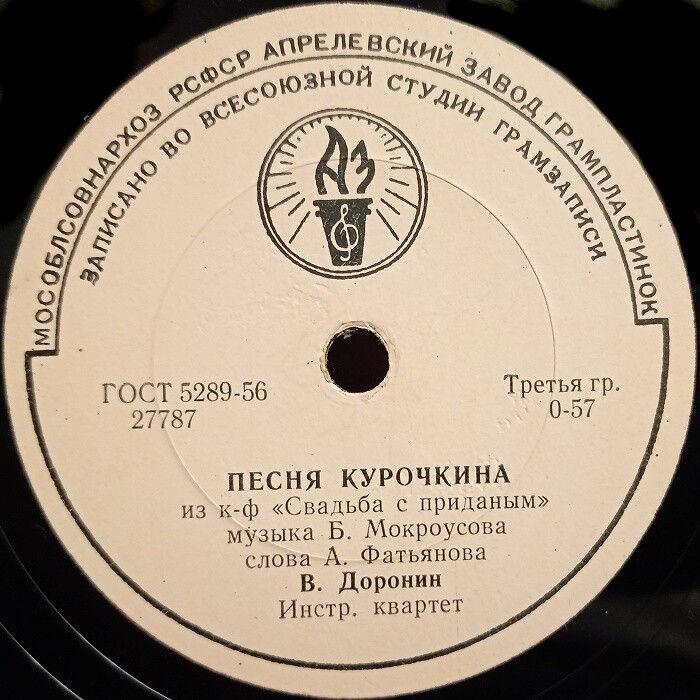 МОСОБЛСОВНАРХОЗ РСФСР АПРЕЛЕВСКИЙ ЗАВОД ГРАМПЛАСТИНОК
ЗАПИСАНО ВО ВСЕСОЮЗНОЙ СТУДИИ ГРАМЗАПИСИ
АЗ
ГОСТ 5289-56
27787
Третья гр.
0-57
ПЕСНЯ КУРОЧКИНА
из к-ф «Свадьба с приданым»
музыка Б. Мокроусова
слова А. Фатьянова
В. Доронин
Инстр. квартет